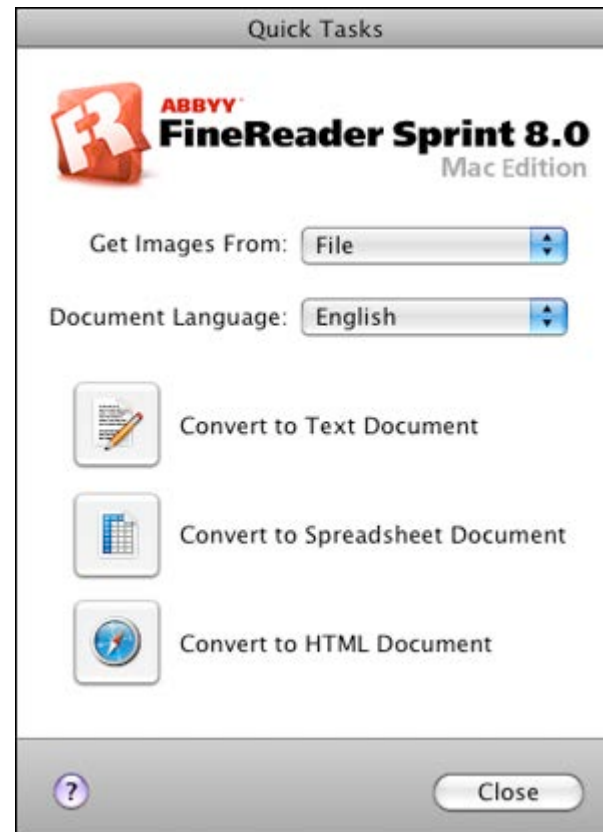 Quick Tasks
ABBYY
FineReader Sprint 8.0
Mac Edition
Get Images From: File
Document Language: English
Convert to Text Document
Convert to Spreadsheet Document
Convert to HTML Document
? Close